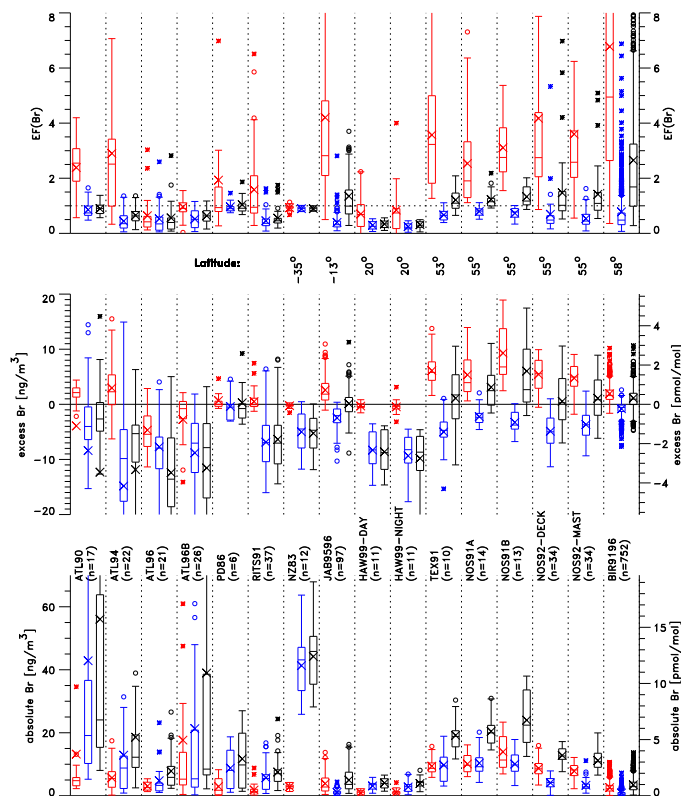 8
8
6
6
EF(Br)
EF(Br)
4
4
2
2
0
0
Latitude:
−35°
−13°
20°
20°
53°
55°
55°
55°
55°
58°
20
10
0
−10
−20
excess Br [ng/m³]
4
2
0
−2
−4
excess Br [pmol/mol]
ATL90
(n=17)
ATL94
(n=22)
ATL96
(n=21)
ATL96B
(n=26)
PD86
(n=6)
RITS91
(n=37)
NZ83
(n=12)
JAB9596
(n=97)
HAW99−DAY
(n=11)
HAW99−NIGHT
(n=11)
TEX91
(n=10)
NOS91A
(n=14)
NOS91B
(n=13)
NOS92−DECK
(n=34)
NOS92−MAST
(n=34)
BIR9196
(n=752)
60
40
20
0
absolute Br [ng/m³]
15
10
5
0
absolute Br [pmol/mol]